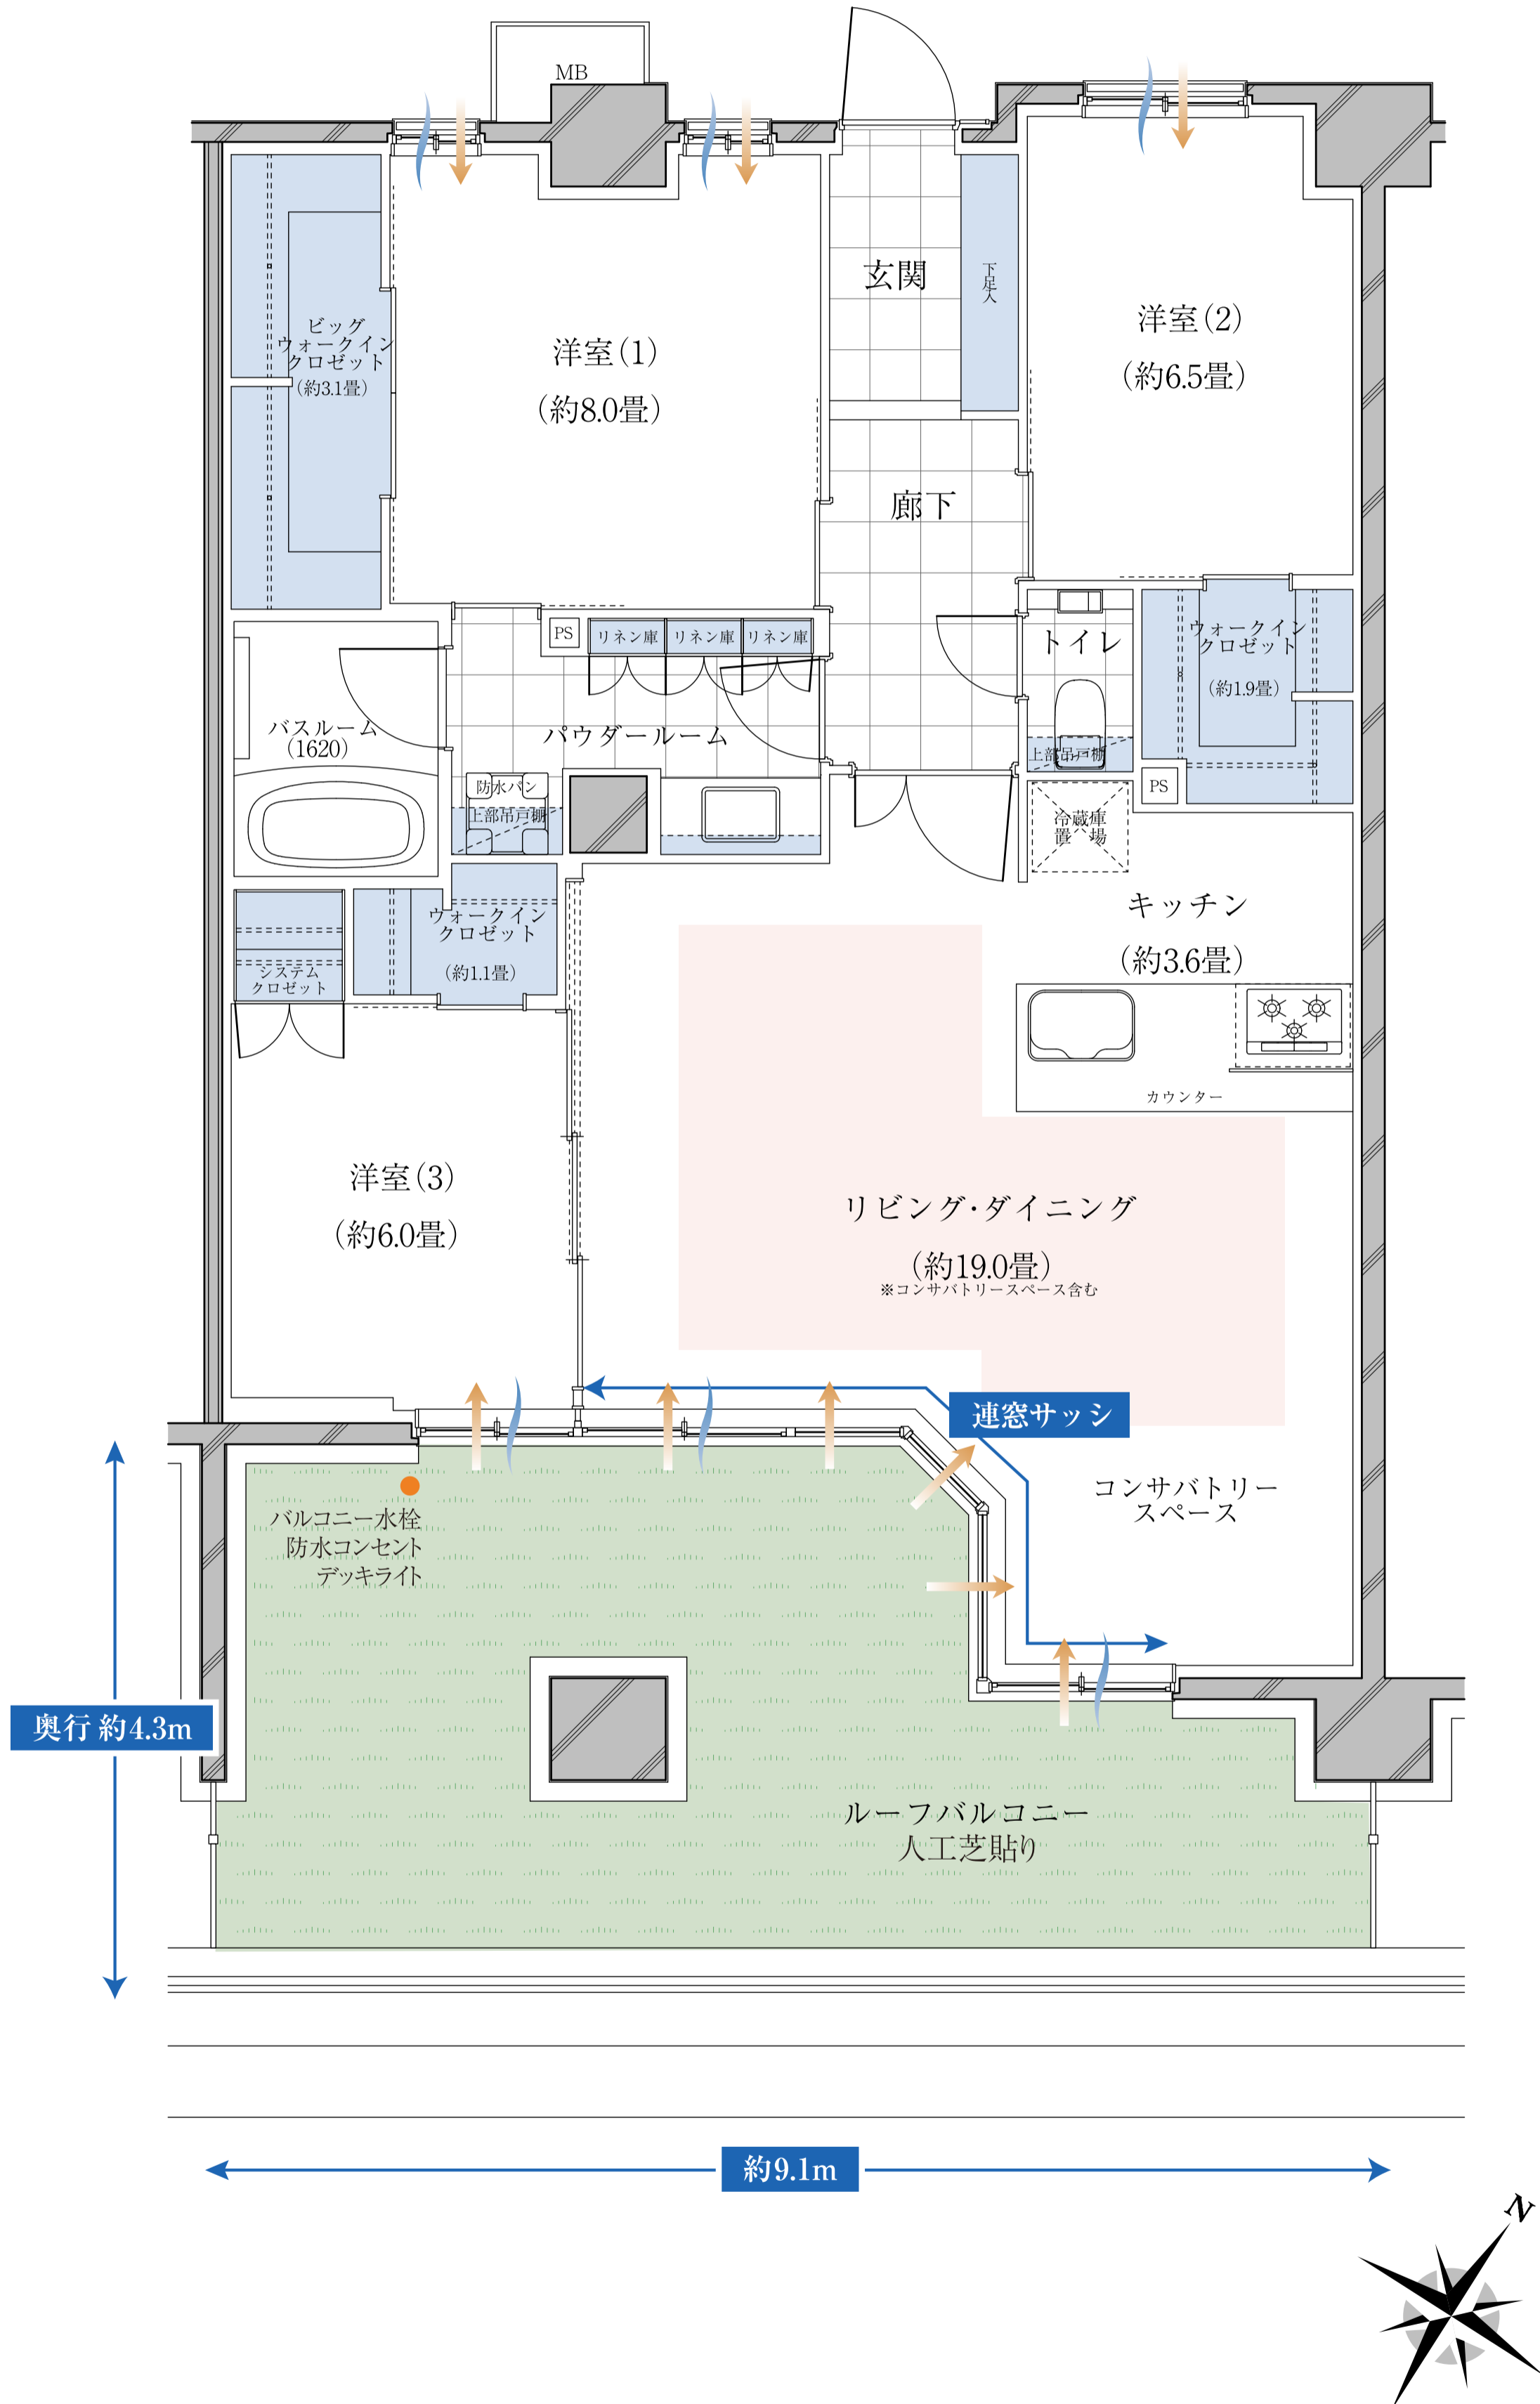 MB
玄関
下足入
洋室(2)
(約6.5畳)
ビッグ
ウォークイン
クロゼット
(約3.1畳)
洋室(1)
(約8.0畳)
廊下
PS
リネン庫
リネン庫
リネン庫
トイレ
ウォークイン
クロゼット
(約1.9畳)
バスルーム
(1620)
パウダールーム
上部吊戸棚
PS
防水パン
上部吊戸棚
冷蔵庫
置場
キッチン
(約3.6畳)
ウォークイン
クロゼット
(約1.1畳)
システム
クロゼット
カウンター
洋室(3)
(約6.0畳)
リビング・ダイニング
(約19.0畳)
※コンサバトリースペース含む
連窓サッシ
コンサバトリー
スペース
バルコニー水栓
防水コンセント
デッキライト
奥行 約4.3m
ルーフバルコニー
人工芝貼り
約9.1m
N